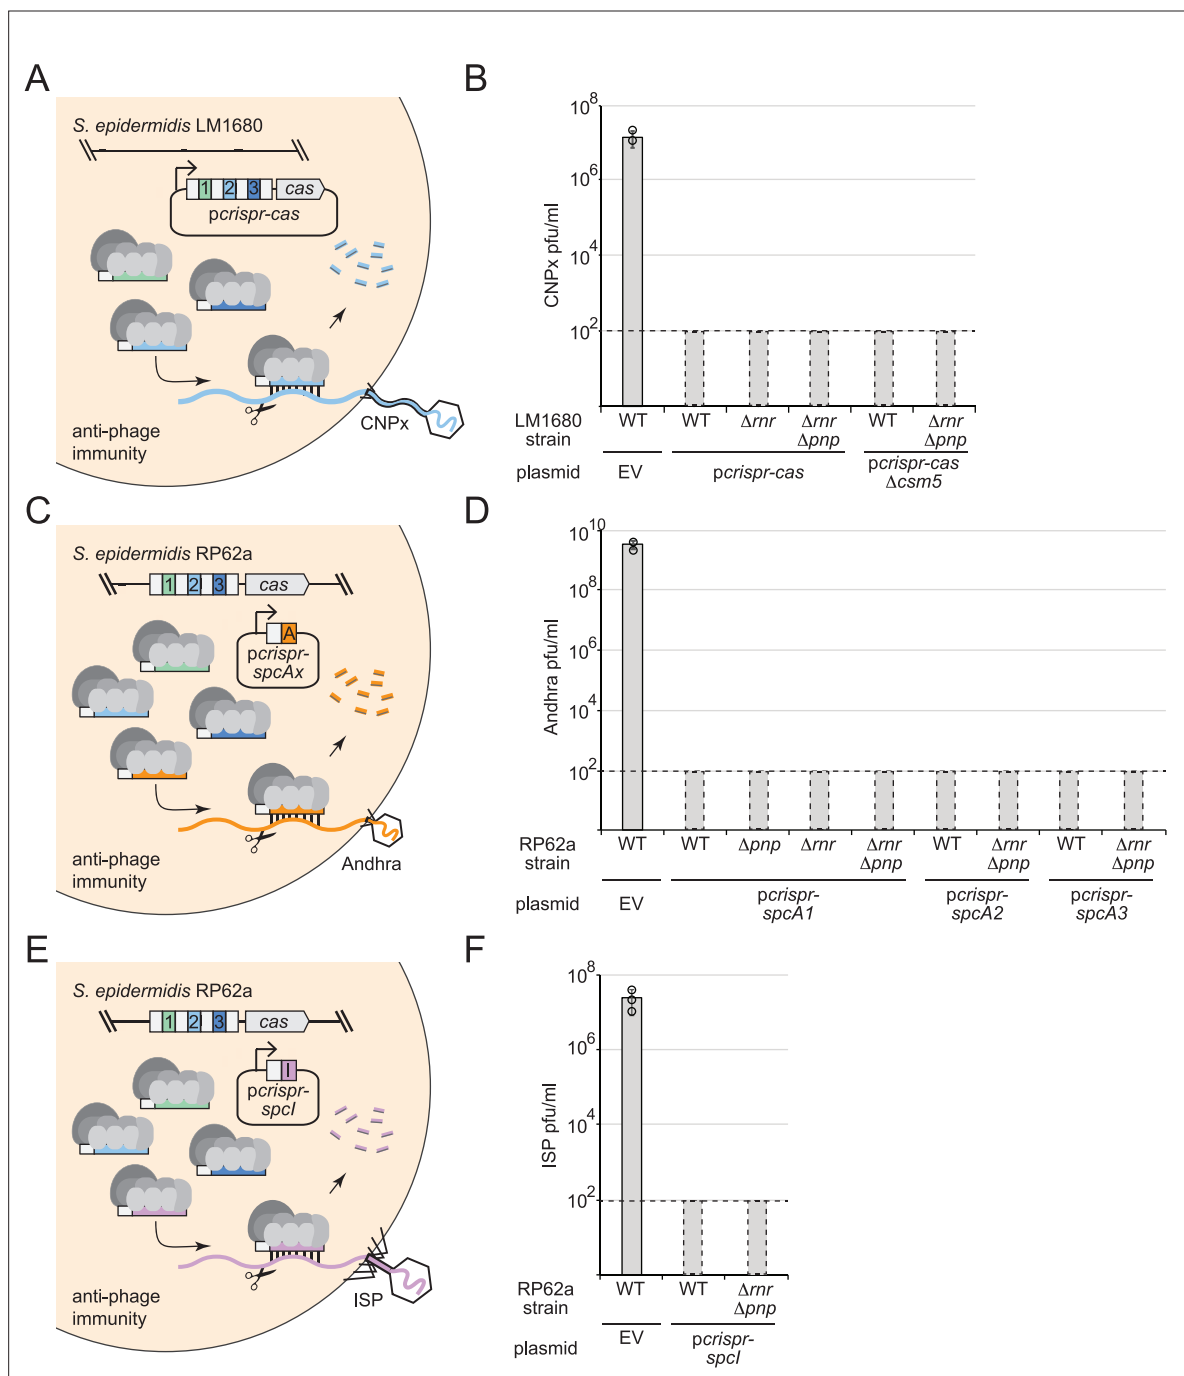 A
S. epidermidis LM1680
1 2 3 cas
pcrispr-cas
CNPx
anti-phage
immunity
B
CNPx pfu/ml
10^8
10^6
10^4
10^2
LM1680
strain
WT WT Δrnr Δrnr Δpnp WT Δrnr Δpnp
plasmid
EV pcrispr-cas pcrispr-cas Δcsm5
C
S. epidermidis RP62a
1 2 3 cas
A
pcrispr-
spcAx
Andhra
anti-phage
immunity
D
Andhra pfu/ml
10^10
10^8
10^6
10^4
10^2
RP62a
strain
WT WT Δpnp Δrnr Δrnr Δpnp WT Δrnr Δpnp WT Δrnr Δpnp
plasmid
EV pcrispr-spcA1 pcrispr-spcA2 pcrispr-spcA3
E
S. epidermidis RP62a
1 2 3 cas
I
pcrispr-
spcI
ISP
anti-phage
immunity
F
ISP pfu/ml
10^8
10^6
10^4
10^2
RP62a
strain
WT WT Δrnr Δpnp
plasmid
EV pcrispr-spcI